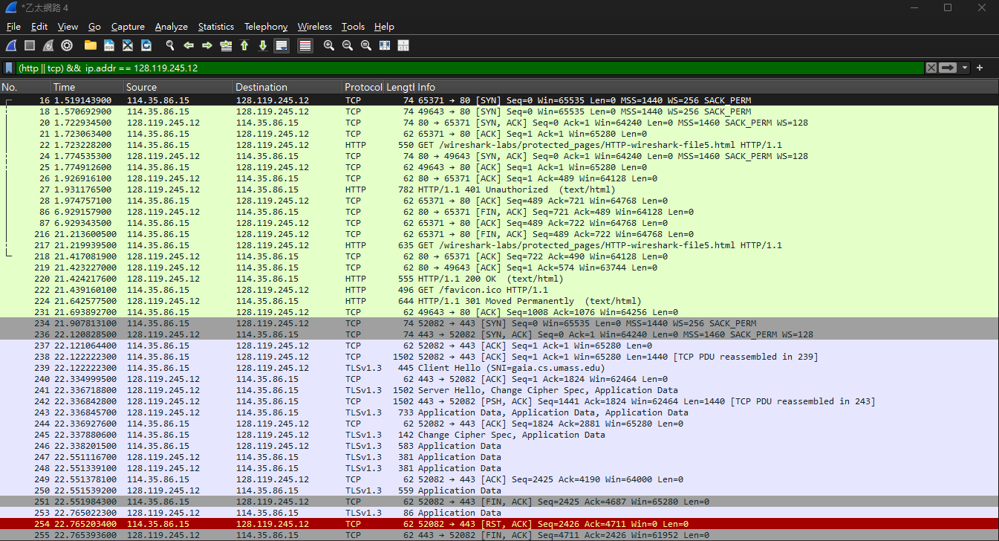 *乙太網路 4
File Edit View Go Capture Analyze Statistics Telephony Wireless Tools Help
(http || tcp) && ip.addr == 128.119.245.12
No. Time Source Destination Protocol Length Info
16 1.519143900 114.35.86.15 128.119.245.12 TCP 74 65371 → 80 [SYN] Seq=0 Win=65535 Len=0 MSS=1440 WS=256 SACK_PERM
18 1.570692900 114.35.86.15 128.119.245.12 TCP 74 49643 → 80 [SYN] Seq=0 Win=65535 Len=0 MSS=1440 WS=256 SACK_PERM
20 1.722934500 128.119.245.12 114.35.86.15 TCP 74 80 → 65371 [SYN, ACK] Seq=0 Ack=1 Win=64240 Len=0 MSS=1460 SACK_PERM WS=128
21 1.723063400 114.35.86.15 128.119.245.12 TCP 62 65371 → 80 [ACK] Seq=1 Ack=1 Win=65280 Len=0
22 1.723228200 114.35.86.15 128.119.245.12 HTTP 550 GET /wireshark-labs/protected_pages/HTTP-wireshark-file5.html HTTP/1.1
24 1.774535300 128.119.245.12 114.35.86.15 TCP 74 80 → 49643 [SYN, ACK] Seq=0 Ack=1 Win=64240 Len=0 MSS=1460 SACK_PERM WS=128
25 1.774912600 114.35.86.15 128.119.245.12 TCP 62 49643 → 80 [ACK] Seq=1 Ack=1 Win=65280 Len=0
26 1.926916100 128.119.245.12 114.35.86.15 TCP 62 80 → 65371 [ACK] Seq=1 Ack=489 Win=64128 Len=0
27 1.931176500 128.119.245.12 114.35.86.15 HTTP 782 HTTP/1.1 401 Unauthorized (text/html)
28 1.974757100 114.35.86.15 128.119.245.12 TCP 62 65371 → 80 [ACK] Seq=489 Ack=721 Win=64768 Len=0
86 6.929157900 128.119.245.12 114.35.86.15 TCP 62 80 → 65371 [FIN, ACK] Seq=721 Ack=489 Win=64128 Len=0
87 6.929343500 114.35.86.15 128.119.245.12 TCP 62 65371 → 80 [ACK] Seq=489 Ack=722 Win=64768 Len=0
216 21.213600500 114.35.86.15 128.119.245.12 TCP 62 65371 → 80 [FIN, ACK] Seq=489 Ack=722 Win=64768 Len=0
217 21.219939500 114.35.86.15 128.119.245.12 HTTP 635 GET /wireshark-labs/protected_pages/HTTP-wireshark-file5.html HTTP/1.1
218 21.417081900 128.119.245.12 114.35.86.15 TCP 62 80 → 65371 [ACK] Seq=722 Ack=490 Win=64128 Len=0
219 21.423227000 128.119.245.12 114.35.86.15 TCP 62 80 → 49643 [ACK] Seq=1 Ack=574 Win=63744 Len=0
220 21.424217600 128.119.245.12 114.35.86.15 HTTP 555 HTTP/1.1 200 OK (text/html)
222 21.439160100 114.35.86.15 128.119.245.12 HTTP 496 GET /favicon.ico HTTP/1.1
224 21.642577500 128.119.245.12 114.35.86.15 HTTP 644 HTTP/1.1 301 Moved Permanently (text/html)
231 21.693892700 114.35.86.15 128.119.245.12 TCP 62 49643 → 80 [ACK] Seq=1008 Ack=1076 Win=64256 Len=0
234 21.907813100 114.35.86.15 128.119.245.12 TCP 74 52082 → 443 [SYN] Seq=0 Win=65535 Len=0 MSS=1440 WS=256 SACK_PERM
236 22.120828500 128.119.245.12 114.35.86.15 TCP 74 443 → 52082 [SYN, ACK] Seq=0 Ack=1 Win=64240 Len=0 MSS=1460 SACK_PERM WS=128
237 22.121064400 114.35.86.15 128.119.245.12 TCP 62 52082 → 443 [ACK] Seq=1 Ack=1 Win=65280 Len=0
238 22.122222300 114.35.86.15 128.119.245.12 TCP 1502 52082 → 443 [ACK] Seq=1 Ack=1 Win=65280 Len=1440 [TCP PDU reassembled in 239]
239 22.122222300 114.35.86.15 128.119.245.12 TLSv1.3 445 Client Hello (SNI=gaia.cs.umass.edu)
240 22.334999500 128.119.245.12 114.35.86.15 TCP 62 443 → 52082 [ACK] Seq=1 Ack=1824 Win=62464 Len=0
241 22.336718800 128.119.245.12 114.35.86.15 TLSv1.3 1502 Server Hello, Change Cipher Spec, Application Data
242 22.336842800 128.119.245.12 114.35.86.15 TCP 1502 443 → 52082 [PSH, ACK] Seq=1441 Ack=1824 Win=62464 Len=1440 [TCP PDU reassembled in 243]
243 22.336845700 128.119.245.12 114.35.86.15 TLSv1.3 733 Application Data, Application Data, Application Data
244 22.336927600 114.35.86.15 128.119.245.12 TCP 62 52082 → 443 [ACK] Seq=1824 Ack=2881 Win=65280 Len=0
245 22.337880600 114.35.86.15 128.119.245.12 TLSv1.3 142 Change Cipher Spec, Application Data
246 22.338201500 114.35.86.15 128.119.245.12 TLSv1.3 583 Application Data
247 22.551116700 128.119.245.12 114.35.86.15 TLSv1.3 381 Application Data
248 22.551339100 128.119.245.12 114.35.86.15 TLSv1.3 381 Application Data
249 22.551378100 114.35.86.15 128.119.245.12 TCP 62 52082 → 443 [ACK] Seq=2425 Ack=4190 Win=64000 Len=0
250 22.551539200 128.119.245.12 114.35.86.15 TLSv1.3 559 Application Data
251 22.551984300 114.35.86.15 128.119.245.12 TCP 62 52082 → 443 [FIN, ACK] Seq=2425 Ack=4687 Win=65280 Len=0
253 22.765022300 128.119.245.12 114.35.86.15 TLSv1.3 86 Application Data
254 22.765203400 114.35.86.15 128.119.245.12 TCP 62 52082 → 443 [RST, ACK] Seq=2426 Ack=4711 Win=0 Len=0
255 22.765393600 128.119.245.12 114.35.86.15 TCP 62 443 → 52082 [FIN, ACK] Seq=4711 Ack=2426 Win=61952 Len=0